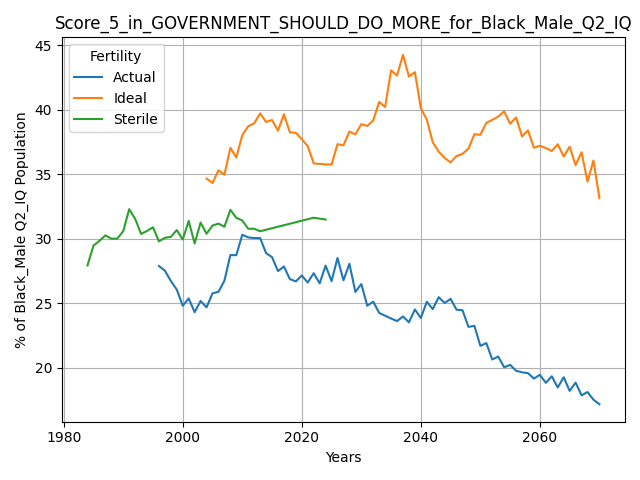 Score_5_in_GOVERNMENT_SHOULD_DO_MORE_for_Black_Male_Q2_IQ
45
40
35
30
25
20
% of Black_Male Q2_IQ Population
Fertility
Actual
Ideal
Sterile
1980
2000
2020
2040
2060
Years